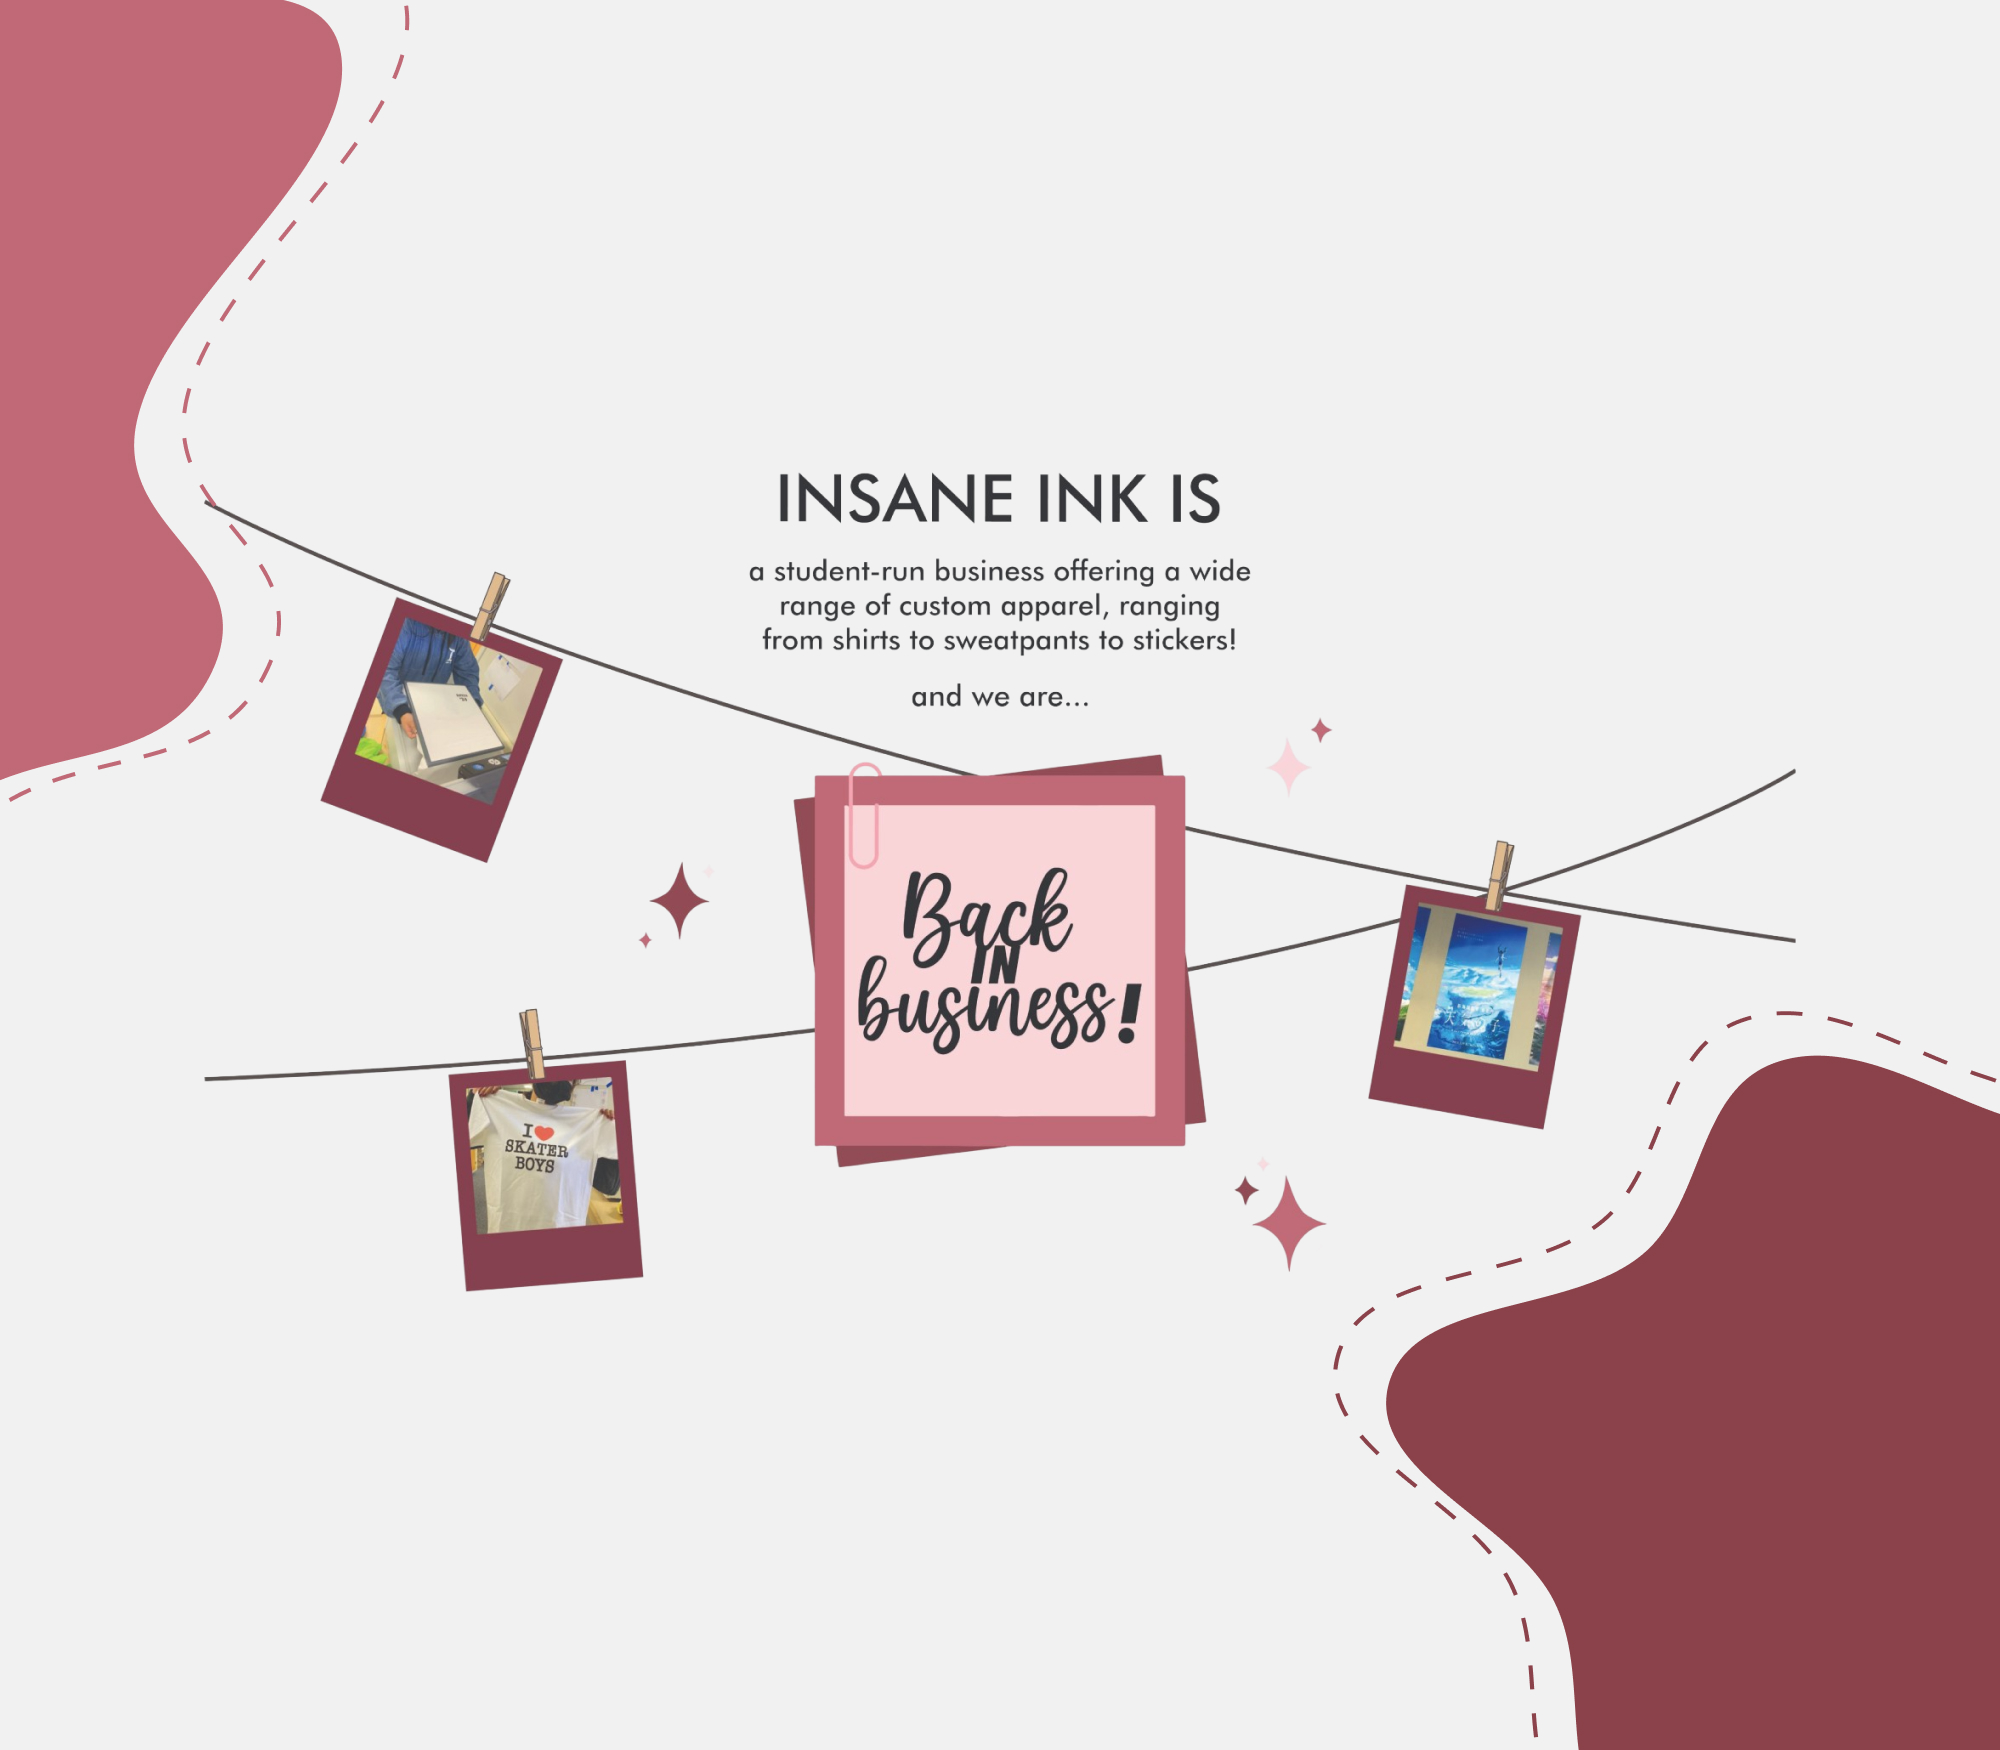 INSANE INK IS
a student-run business offering a wide
range of custom apparel, ranging
from shirts to sweatpants to stickers!
and we are...
Back
IN
business!
I❤
SKATER
BOYS